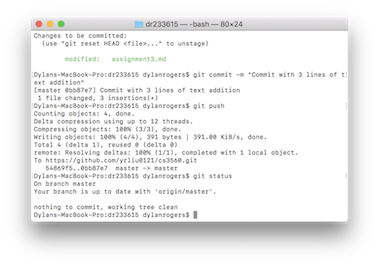 dr233615 — -bash — 80×24
Changes to be committed:
(use "git reset HEAD <file>..." to unstage)
modified: assignment3.md
[Dylans-MacBook-Pro:dr233615 dylanrogers$ git commit -m "Commit with 3 lines of t]
ext addition"
[master 0bb87e7] Commit with 3 lines of text addition
1 file changed, 3 insertions(+)
[Dylans-MacBook-Pro:dr233615 dylanrogers$ git push
Counting objects: 4, done.
Delta compression using up to 12 threads.
Compressing objects: 100% (3/3), done.
Writing objects: 100% (4/4), 391 bytes | 391.00 KiB/s, done.
Total 4 (delta 1), reused 0 (delta 0)
remote: Resolving deltas: 100% (1/1), completed with 1 local object.
To https://github.com/yrliu0121/cs3560.git
54869f5..0bb87e7 master -> master
[Dylans-MacBook-Pro:dr233615 dylanrogers$ git status
On branch master
Your branch is up to date with 'origin/master'.
nothing to commit, working tree clean
Dylans-MacBook-Pro:dr233615 dylanrogers$